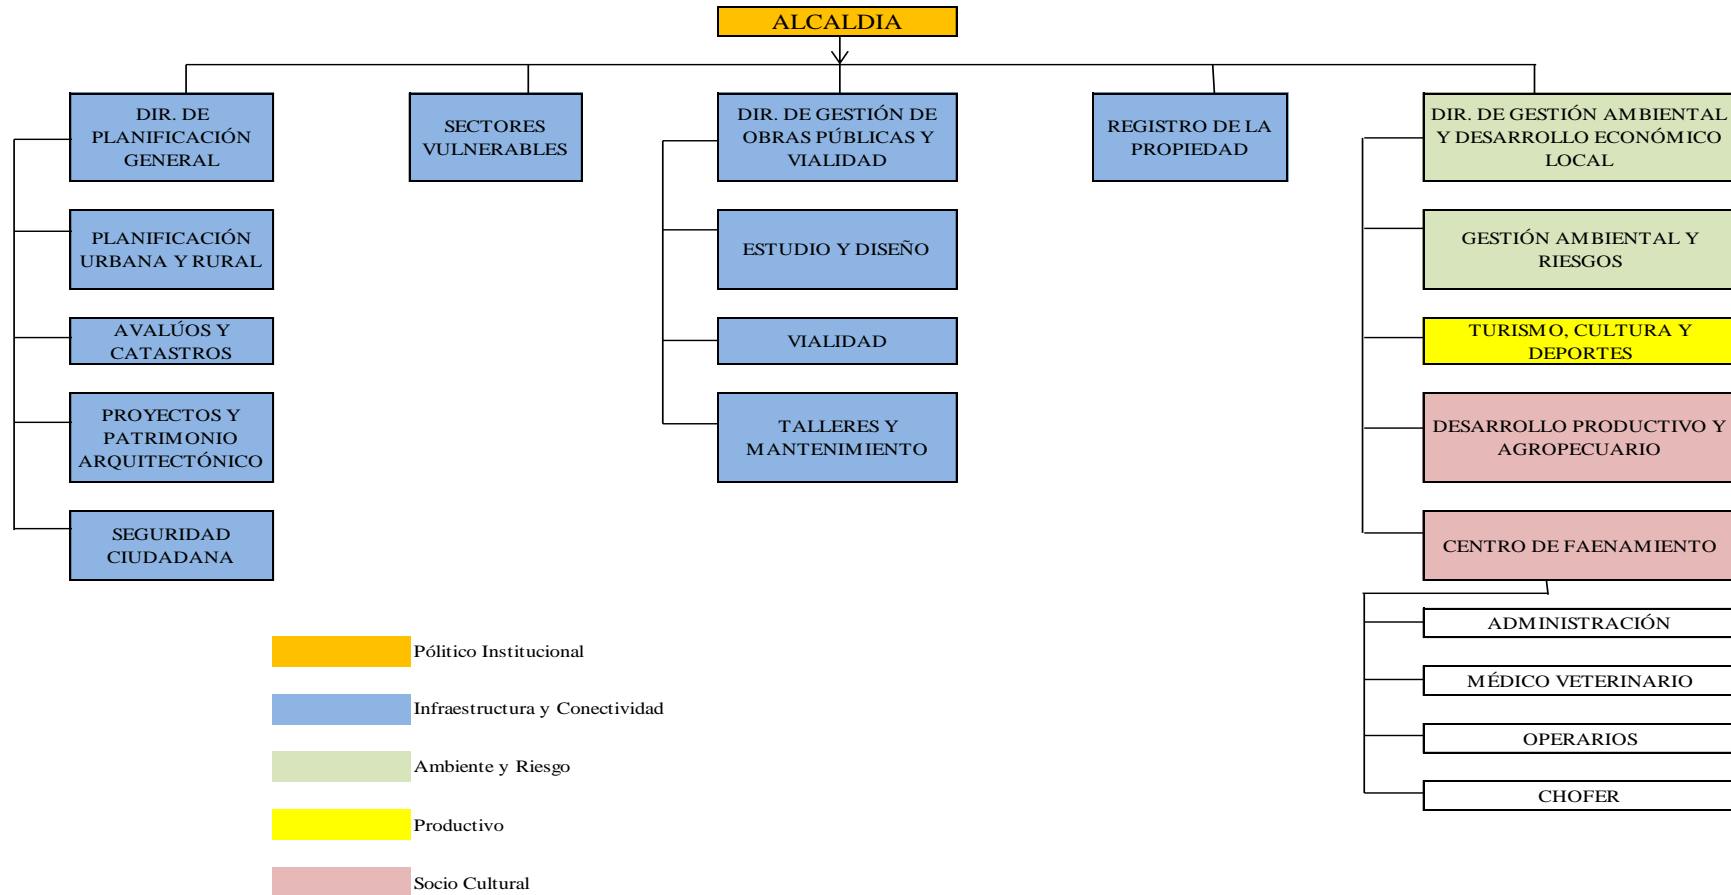 ALCALDIA
DIR. DE
PLANIFICACIÓN
GENERAL
SECTORES
VULNERABLES
DIR. DE GESTIÓN DE
OBRAS PÚBLICAS Y
VIALIDAD
REGISTRO DE LA
PROPIEDAD
DIR. DE GESTIÓN AMBIENTAL
Y DESARROLLO ECONÓMICO
LOCAL
PLANIFICACIÓN
URBANA Y RURAL
ESTUDIO Y DISEÑO
GESTIÓN AMBIENTAL Y
RIESGOS
AVALÚOS Y
CATASTROS
VIALIDAD
TURISMO, CULTURA Y
DEPORTES
PROYECTOS Y
PATRIMONIO
ARQUITECTÓNICO
TALLERES Y
MANTENIMIENTO
DESARROLLO PRODUCTIVO Y
AGROPECUARIO
SEGURIDAD
CIUDADANA
CENTRO DE FAENAMIENTO
ADMINISTRACIÓN
MÉDICO VETERINARIO
OPERARIOS
CHOFER
Pólitico Institucional
Infraestructura y Conectividad
Ambiente y Riesgo
Productivo
Socio Cultural